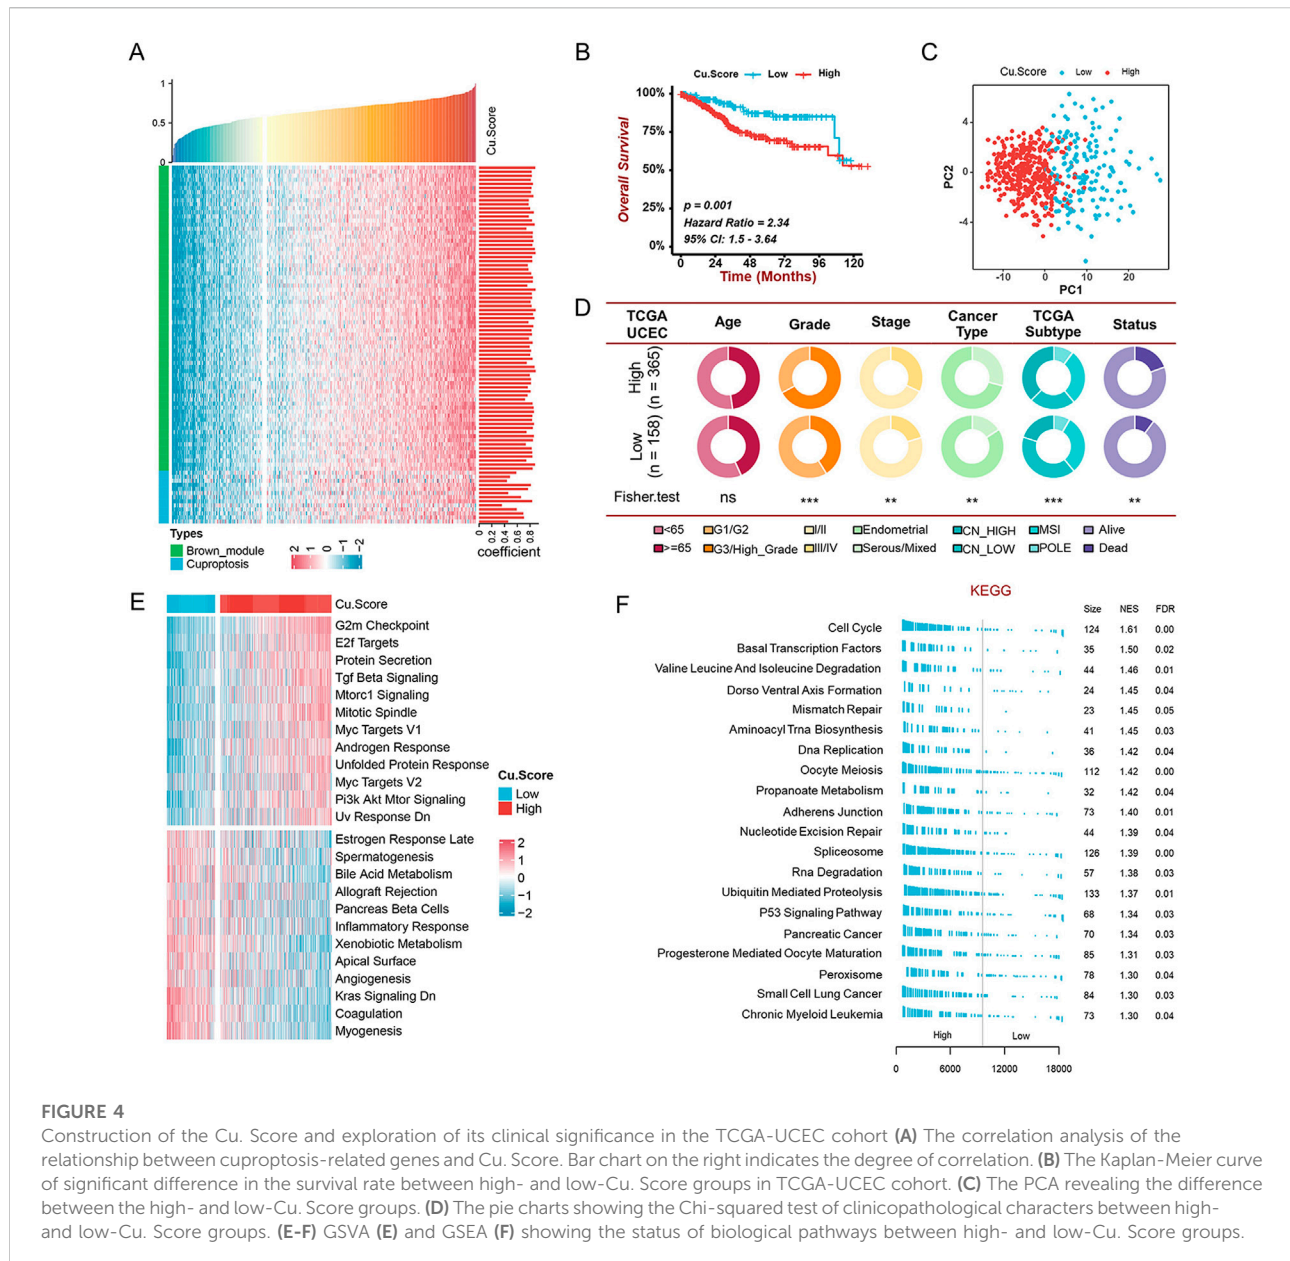 A
1
0.5
0
Cu.Score
Types
Brown_module
Cuproptosis
2 1 0 −1 −2
0 0.2 0.4 0.6 0.8
coefficient
B
Cu.Score Low High
100%
75%
50%
25%
0%
Overall Survival
p = 0.001
Hazard Ratio = 2.34
95% CI: 1.5 - 3.64
0 24 48 72 96 120
Time (Months)
C
Cu.Score Low High
4
0
-4
PC2
-10 0 10 20
PC1
D
TCGA UCEC Age Grade Stage Cancer Type TCGA Subtype Status
High (n = 365)
Low (n = 158)
Fisher.test ns *** ** ** *** **
<65 G1/G2 I/II Endometrial CN_HIGH MSI Alive
>=65 G3/High_Grade III/IV Serous/Mixed CN_LOW POLE Dead
E
Cu.Score
G2m Checkpoint
E2f Targets
Protein Secretion
Tgf Beta Signaling
Mtorc1 Signaling
Mitotic Spindle
Myc Targets V1
Androgen Response
Unfolded Protein Response
Myc Targets V2
Pi3k Akt Mtor Signaling
Uv Response Dn
Estrogen Response Late
Spermatogenesis
Bile Acid Metabolism
Allograft Rejection
Pancreas Beta Cells
Inflammatory Response
Xenobiotic Metabolism
Apical Surface
Angiogenesis
Kras Signaling Dn
Coagulation
Myogenesis
Cu.Score
Low
High
2
1
0
−1
−2
F
KEGG
Size NES FDR
Cell Cycle 124 1.61 0.00
Basal Transcription Factors 35 1.50 0.02
Valine Leucine And Isoleucine Degradation 44 1.46 0.01
Dorso Ventral Axis Formation 24 1.45 0.04
Mismatch Repair 23 1.45 0.05
Aminoacyl Trna Biosynthesis 41 1.45 0.03
Dna Replication 36 1.42 0.04
Oocyte Meiosis 112 1.42 0.00
Propanoate Metabolism 32 1.42 0.04
Adherens Junction 73 1.40 0.01
Nucleotide Excision Repair 44 1.39 0.04
Spliceosome 126 1.39 0.00
Rna Degradation 57 1.38 0.03
Ubiquitin Mediated Proteolysis 133 1.37 0.01
P53 Signaling Pathway 68 1.34 0.03
Pancreatic Cancer 70 1.34 0.03
Progesterone Mediated Oocyte Maturation 85 1.31 0.03
Peroxisome 78 1.30 0.04
Small Cell Lung Cancer 84 1.30 0.03
Chronic Myeloid Leukemia 73 1.30 0.04
High Low
0 6000 12000 18000
FIGURE 4
Construction of the Cu. Score and exploration of its clinical significance in the TCGA-UCEC cohort (A) The correlation analysis of the
relationship between cuproptosis-related genes and Cu. Score. Bar chart on the right indicates the degree of correlation. (B) The Kaplan-Meier curve
of significant difference in the survival rate between high- and low-Cu. Score groups in TCGA-UCEC cohort. (C) The PCA revealing the difference
between the high- and low-Cu. Score groups. (D) The pie charts showing the Chi-squared test of clinicopathological characters between high-
and low-Cu. Score groups. (E-F) GSVA (E) and GSEA (F) showing the status of biological pathways between high- and low-Cu. Score groups.